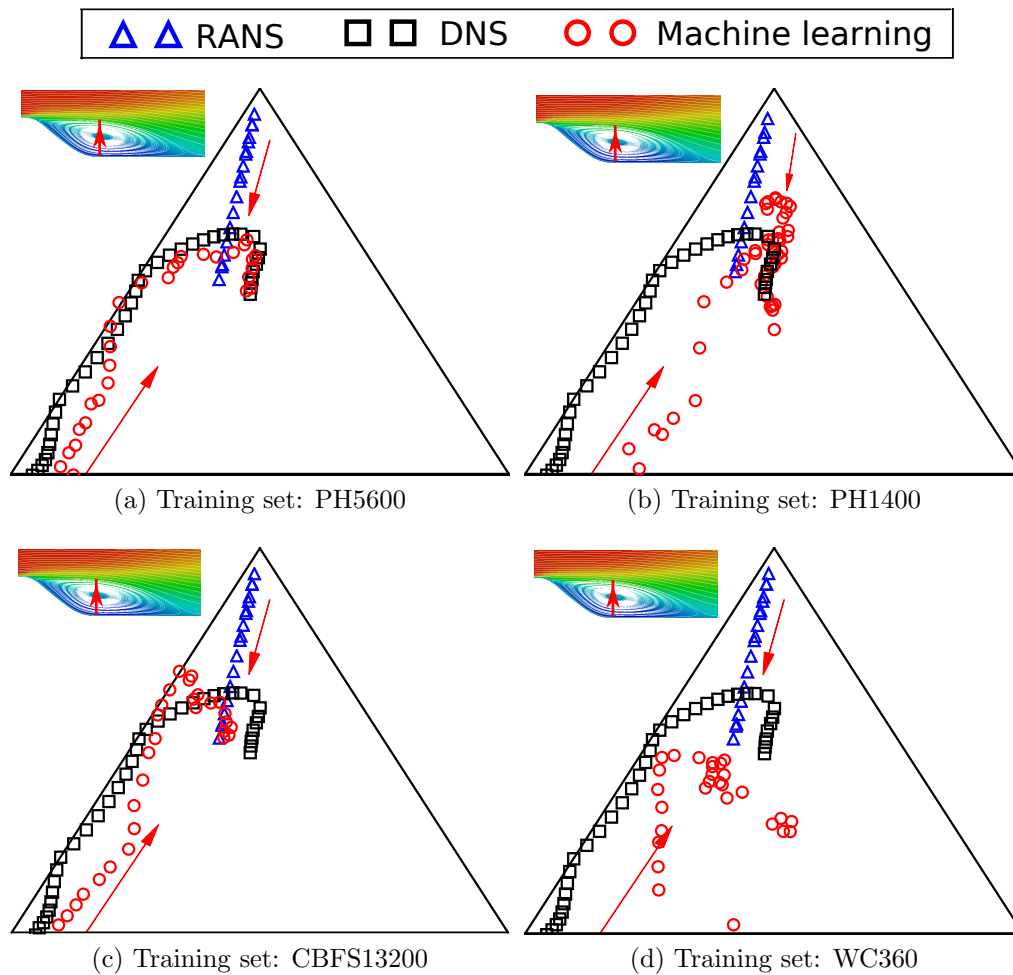 RANS DNS Machine learning
(a) Training set: PH5600
(b) Training set: PH1400
(c) Training set: CBFS13200
(d) Training set: WC360